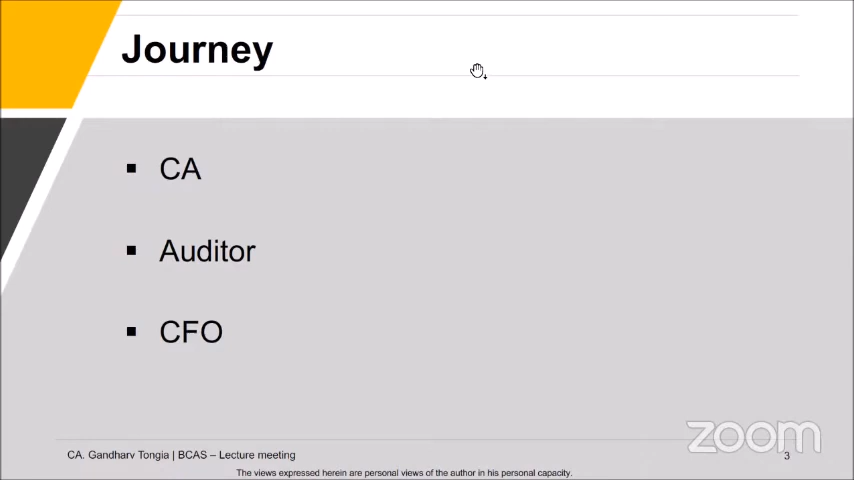 Journey
CA
Auditor
CFO
zoom
CA. Gandharv Tongia | BCAS – Lecture meeting
3
The views expressed herein are personal views of the author in his personal capacity.